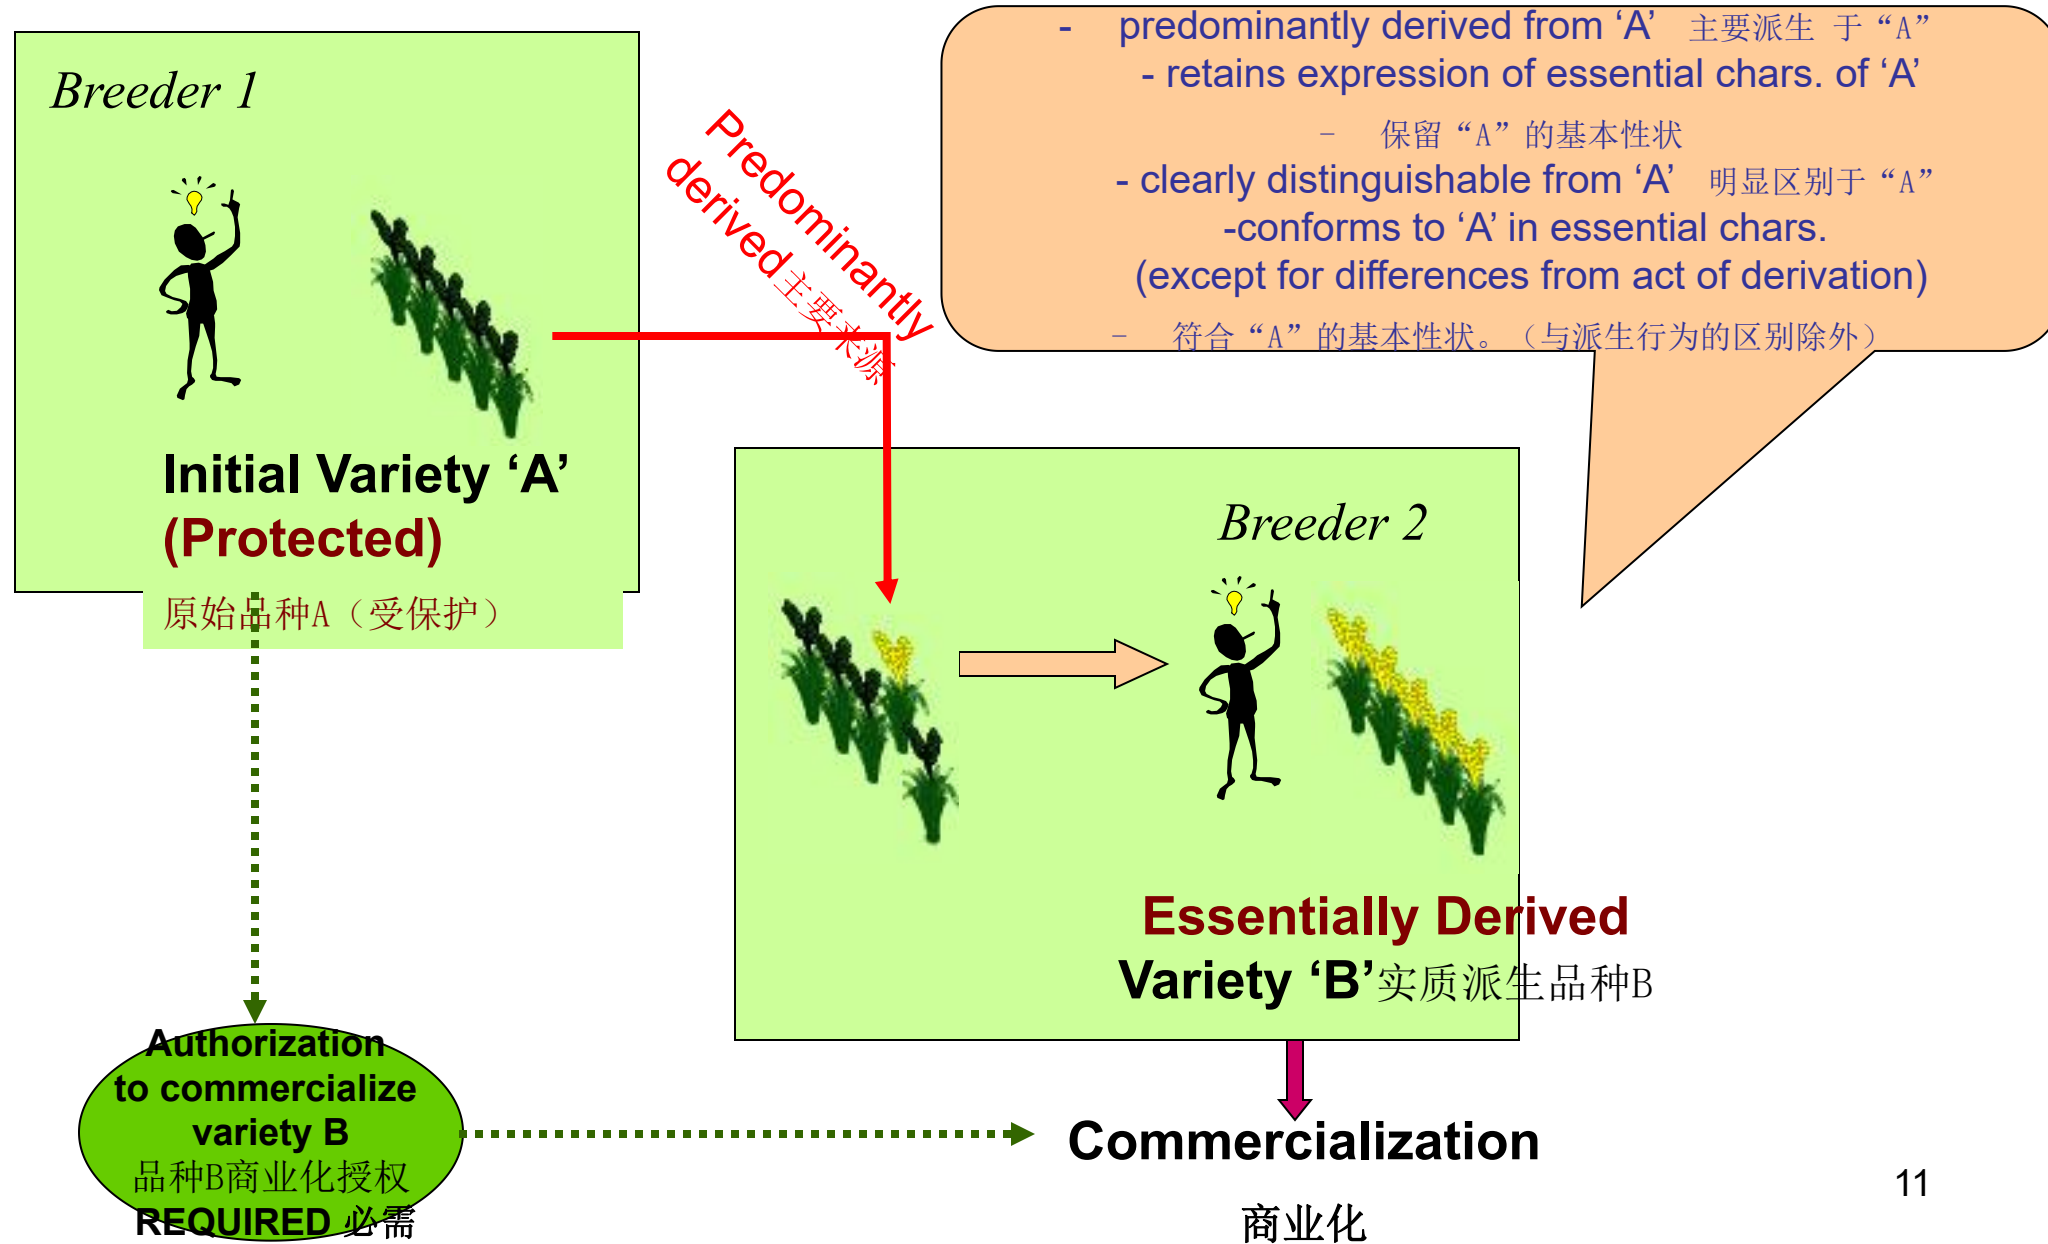 - predominantly derived from ‘A’ 主要派生 于“A”
- retains expression of essential chars. of ‘A’
- 保留“A”的基本性状
- clearly distinguishable from ‘A’ 明显区别于“A”
-conforms to ‘A’ in essential chars.
(except for differences from act of derivation)
- 符合“A”的基本性状。（与派生行为的区别除外）
Breeder 1
Predominantly
derived主要来源
Initial Variety ‘A’
(Protected)
原始品种A（受保护）
Breeder 2
Essentially Derived
Variety ‘B’实质派生品种B
Authorization
to commercialize
variety B
品种B商业化授权
REQUIRED 必需
Commercialization
商业化
11